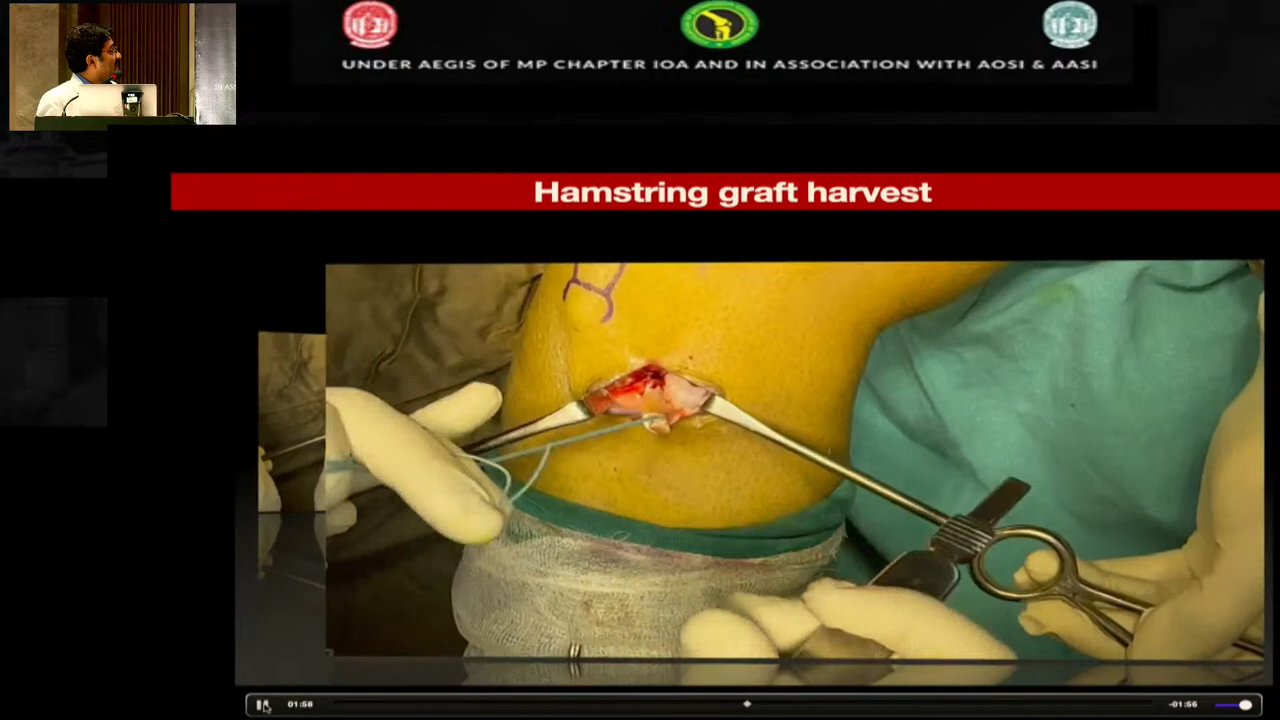 UNDER AEGIS OF MP CHAPTER IOA AND IN ASSOCIATION WITH AOSI & AASI
Hamstring graft harvest
01:58
-01:56